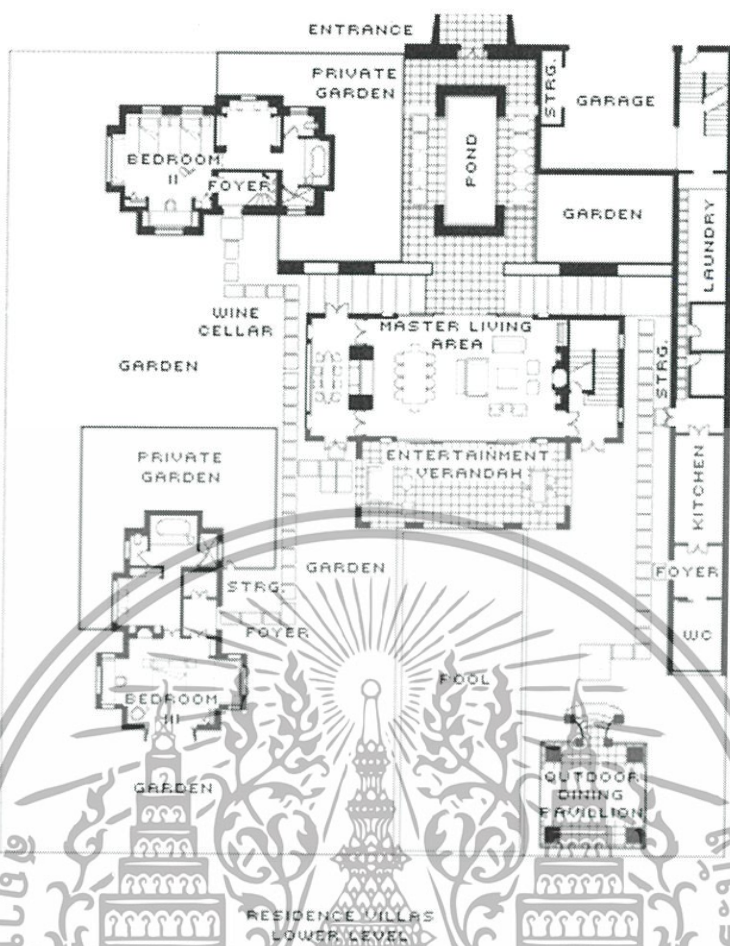 ENTRANCE
PRIVATE
GARDEN
STRG.
GARAGE
BEDROOM
II
FOYER
POND
GARDEN
LAUNDRY
WINE
CELLAR
MASTER LIVING
AREA
GARDEN
STRG.
PRIVATE
GARDEN
ENTERTAINMENT
VERANDAH
KITCHEN
GARDEN
STRG.
FOYER
FOYER
WC
BEDROOM
III
POOL
GARDEN
OUTDOOR
DINING
PAVILLION
RESIDENCE VILLAS
LOWER LEVEL